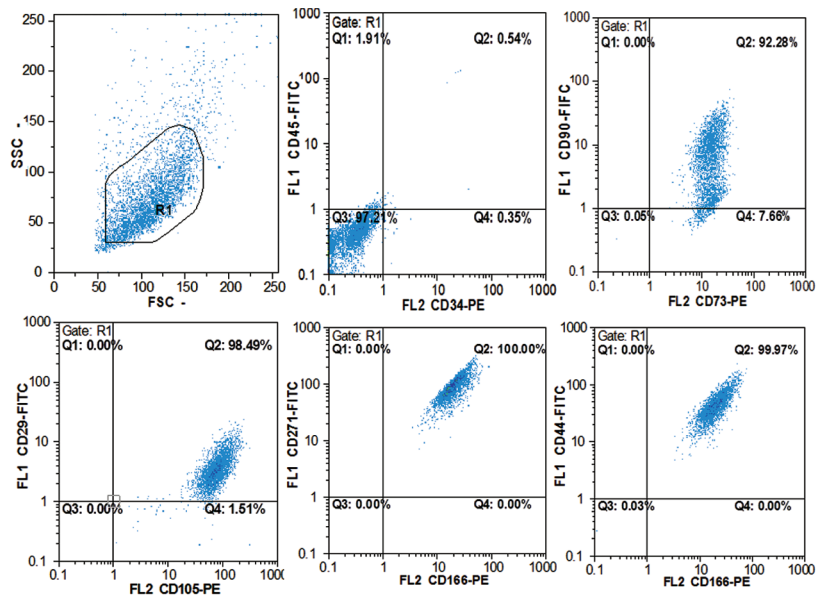 250
200
150
100
50
0
SSC -
R1
0 50 100 150 200 250
FSC -
Gate: R1
Q1: 1.91% Q2: 0.54%
1000
100
10
1
0.1
FL1 CD45-FITC
Q3: 97.21% Q4: 0.35%
0.1 1 10 100 1000
FL2 CD34-PE
Gate: R1
Q1: 0.00% Q2: 92.28%
1000
100
10
1
0.1
FL1 CD90-FIFC
Q3: 0.05% Q4: 7.66%
0.1 1 10 100 1000
FL2 CD73-PE
Gate: R1
Q1: 0.00% Q2: 98.49%
1000
100
10
1
0.1
FL1 CD29-FITC
Q3: 0.00% Q4: 1.51%
0.1 1 10 100 1000
FL2 CD105-PE
Gate: R1
Q1: 0.00% Q2: 100.00%
1000
100
10
1
0.1
FL1 CD271-FITC
Q3: 0.00% Q4: 0.00%
0.1 1 10 100 1000
FL2 CD166-PE
Gate: R1
Q1: 0.00% Q2: 99.97%
1000
100
10
1
0.1
FL1 CD44-FITC
Q3: 0.03% Q4: 0.00%
0.1 1 10 100 1000
FL2 CD166-PE